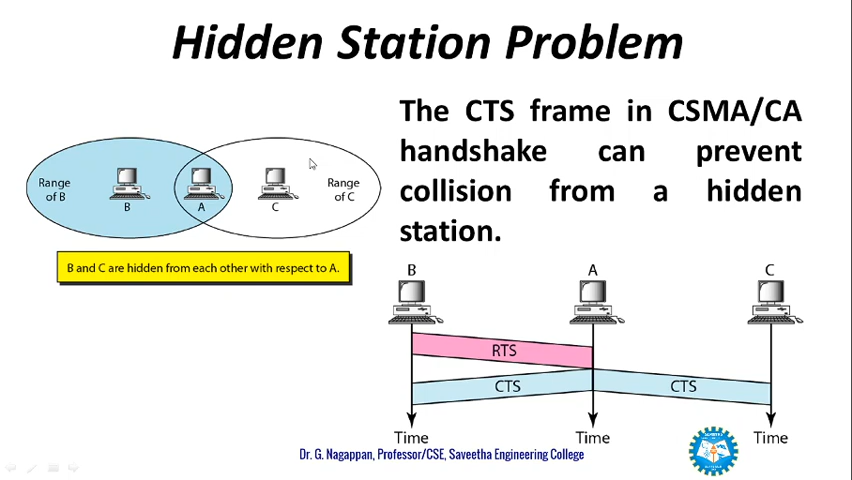 Hidden Station Problem
The CTS frame in CSMA/CA
handshake can prevent
collision from a hidden
station.
Range
of B
B
A
C
Range
of C
B and C are hidden from each other with respect to A.
B
A
C
RTS
CTS
CTS
Time
Time
Time
Dr. G. Nagappan, Professor/CSE, Saveetha Engineering College